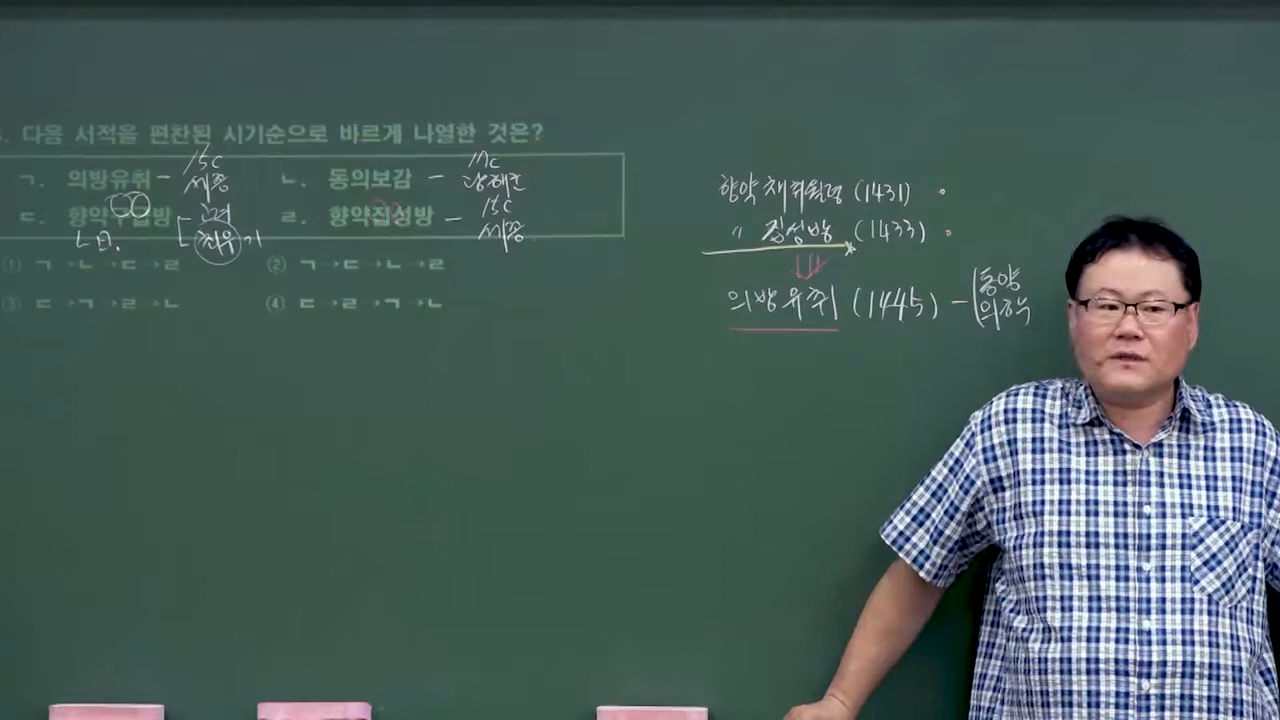 다음 서적을 편찬된 시기순으로 바르게 나열한 것은?
15C 17C
ㄱ. 의방유취 - 세종 ㄴ. 동의보감 - 광해군
ㄷ. 향약구급방 고려 ㄹ. 향약집성방 - 15C
최우기 세종
① ㄱ→ㄴ→ㄷ→ㄹ ② ㄱ→ㄷ→ㄴ→ㄹ
③ ㄷ→ㄹ→ㄱ→ㄴ
향약채취월령 (1431)
〃 집성방 (1433)
의방유취 (1445) - 동양
의학